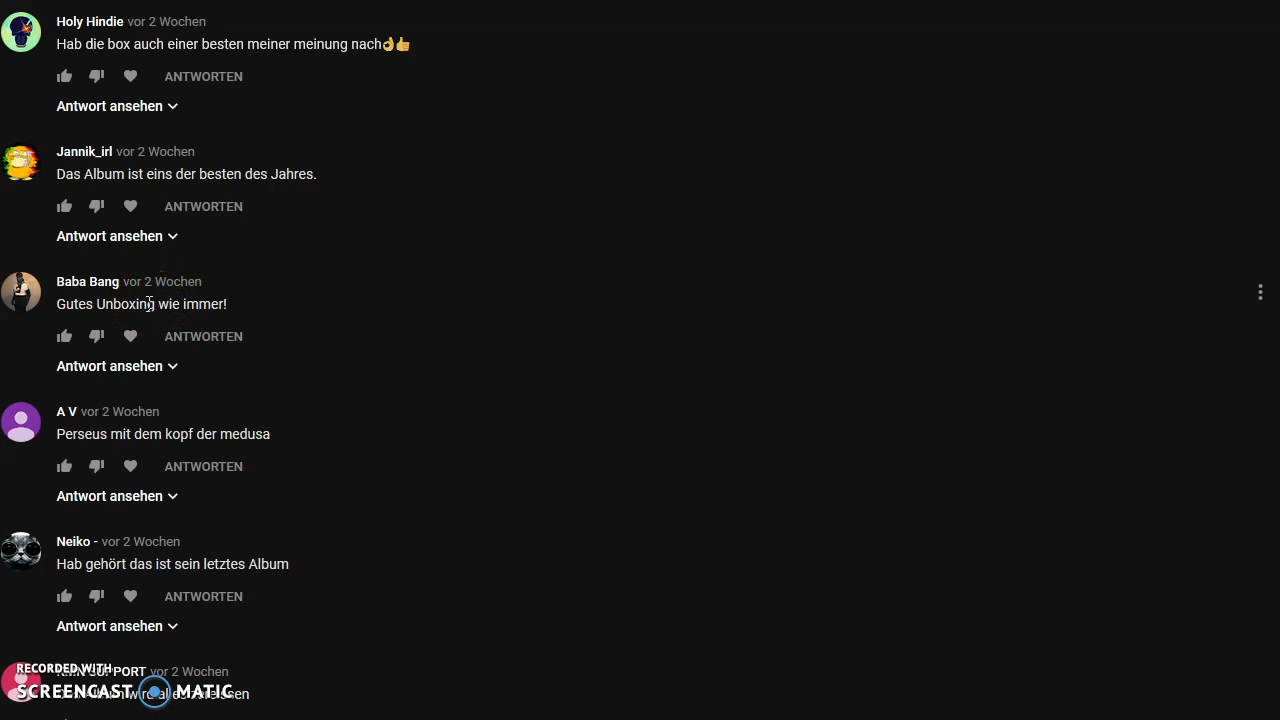 Holy Hindie vor 2 Wochen
Hab die box auch einer besten meiner meinung nach👌👍
ANTWORTEN
Antwort ansehen
Jannik_irl vor 2 Wochen
Das Album ist eins der besten des Jahres.
ANTWORTEN
Antwort ansehen
Baba Bang vor 2 Wochen
Gutes Unboxing wie immer!
ANTWORTEN
Antwort ansehen
A V vor 2 Wochen
Perseus mit dem kopf der medusa
ANTWORTEN
Antwort ansehen
Neiko - vor 2 Wochen
Hab gehört das ist sein letztes Album
ANTWORTEN
Antwort ansehen
vor 2 Wochen
RECORDED WITH
SCREENCAST MATIC